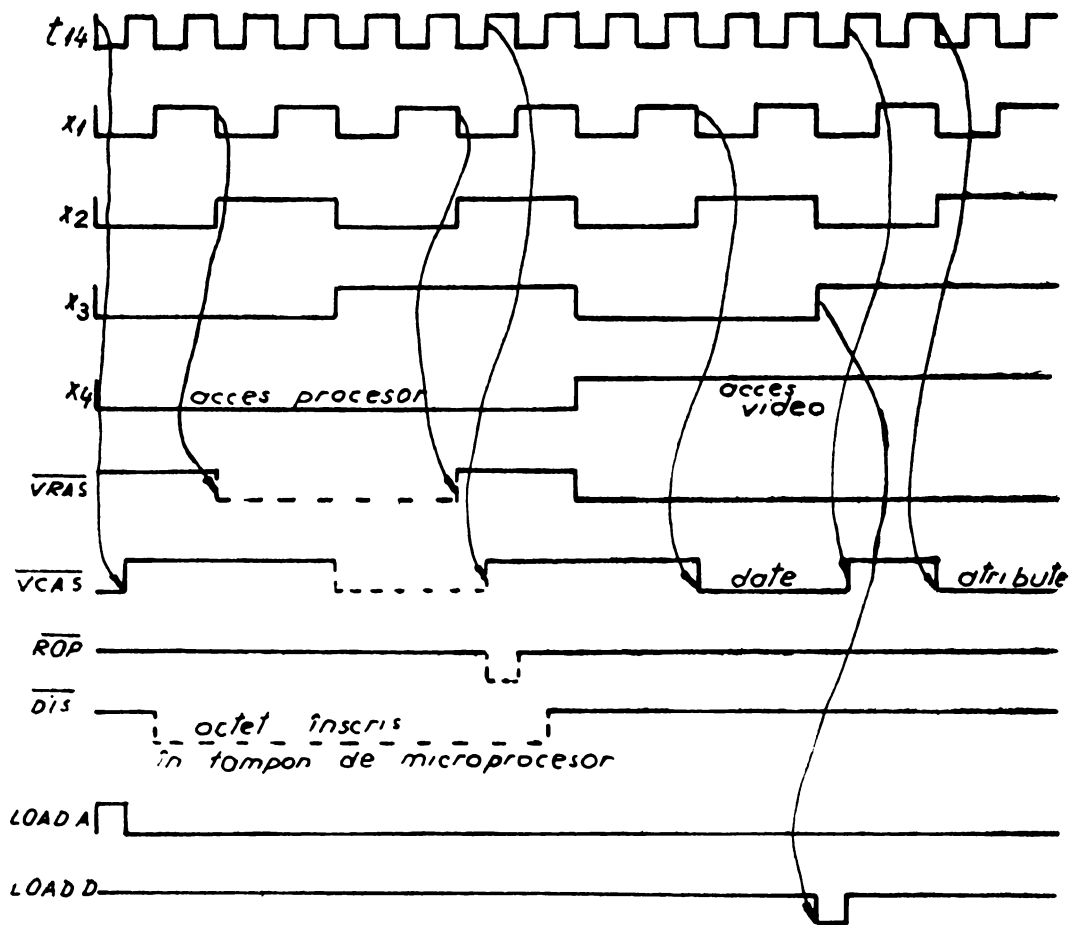 t14
X1
X2
X3
X4 acces procesor acces
video
VRAS
VCAS date atribute
ROP
DIS
octet înscris
în tampon de microprocesor
LOAD A
LOAD D